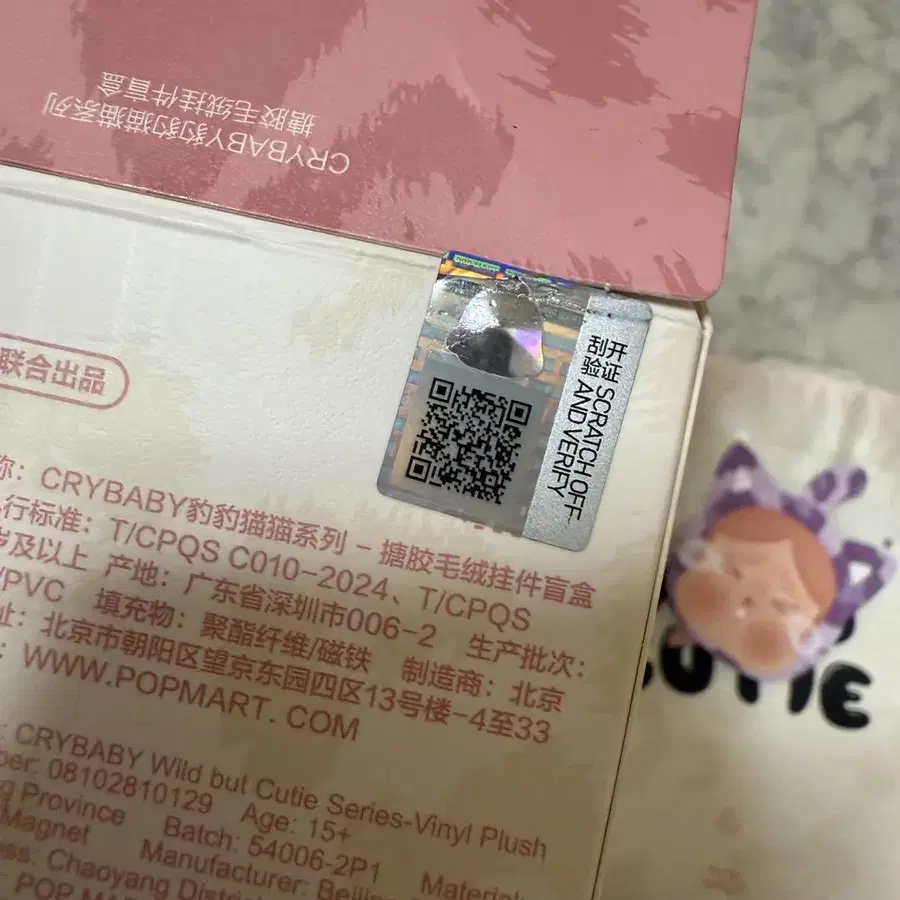 CRYBABY豹豹猫猫系列
搪胶毛绒挂件盲盒
刮开
验证
SCRATCH OFF
AND VERIFY
联合出品
称：CRYBABY豹豹猫猫系列 – 搪胶毛绒挂件盲盒
行标准：T/CPQS C010–2024、T/CPQS
岁及以上 产地：广东省深圳市006–2 生产批次：
/PVC 填充物：聚酯纤维/磁铁 制造商：北京
址：北京市朝阳区望京东园四区13号楼–4至33
：WWW.POPMART.COM
CRYBABY Wild but Cutie Series-Vinyl Plush
ber: 08102810129 Age: 15+
g Province Batch: 54006-2P1
Magnet Manufacturer: Beijing
ess: Chaoyang District
POP MAR
CUTIE